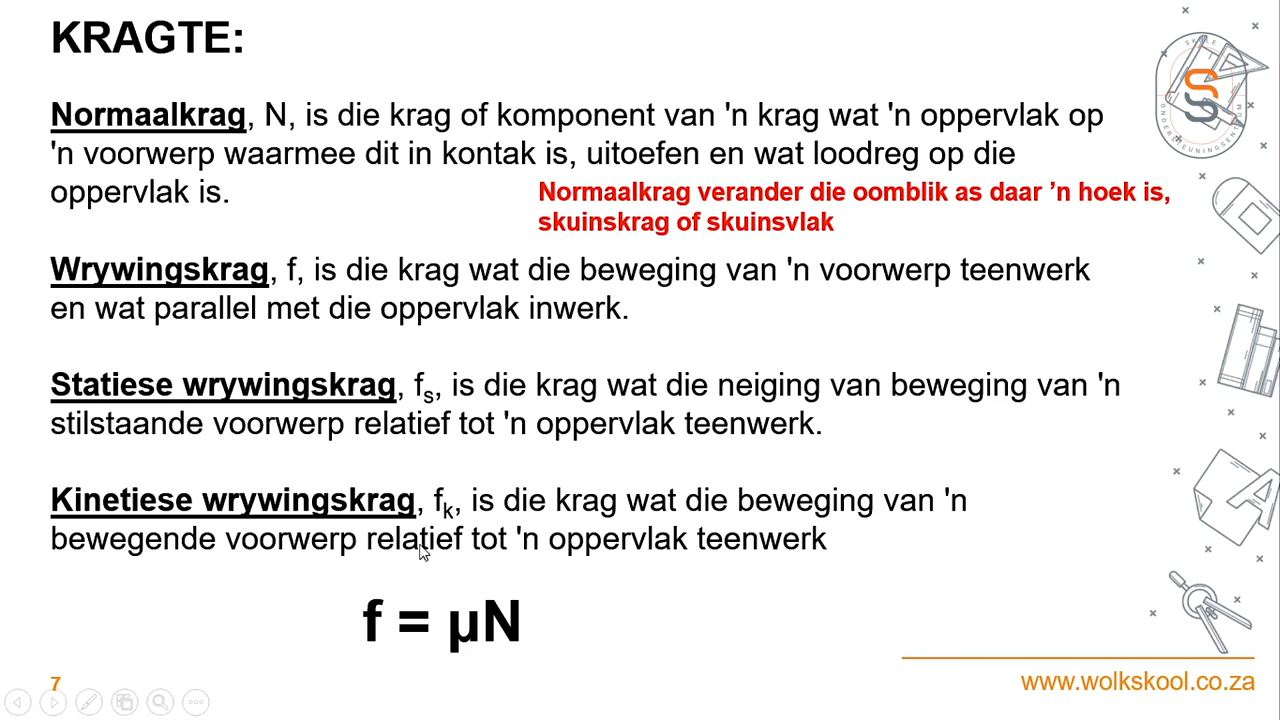 KRAGTE:
Normaalkrag, N, is die krag of komponent van 'n krag wat 'n oppervlak op
'n voorwerp waarmee dit in kontak is, uitoefen en wat loodreg op die
oppervlak is.
Normaalkrag verander die oomblik as daar ’n hoek is,
skuinskrag of skuinsvlak
Wrywingskrag, f, is die krag wat die beweging van 'n voorwerp teenwerk
en wat parallel met die oppervlak inwerk.
Statiese wrywingskrag, fs, is die krag wat die neiging van beweging van 'n
stilstaande voorwerp relatief tot 'n oppervlak teenwerk.
Kinetiese wrywingskrag, fk, is die krag wat die beweging van 'n
bewegende voorwerp relatief tot 'n oppervlak teenwerk
f = µN
7
www.wolkskool.co.za
SKOLE
ONDERSTEUNINGSENTRUM